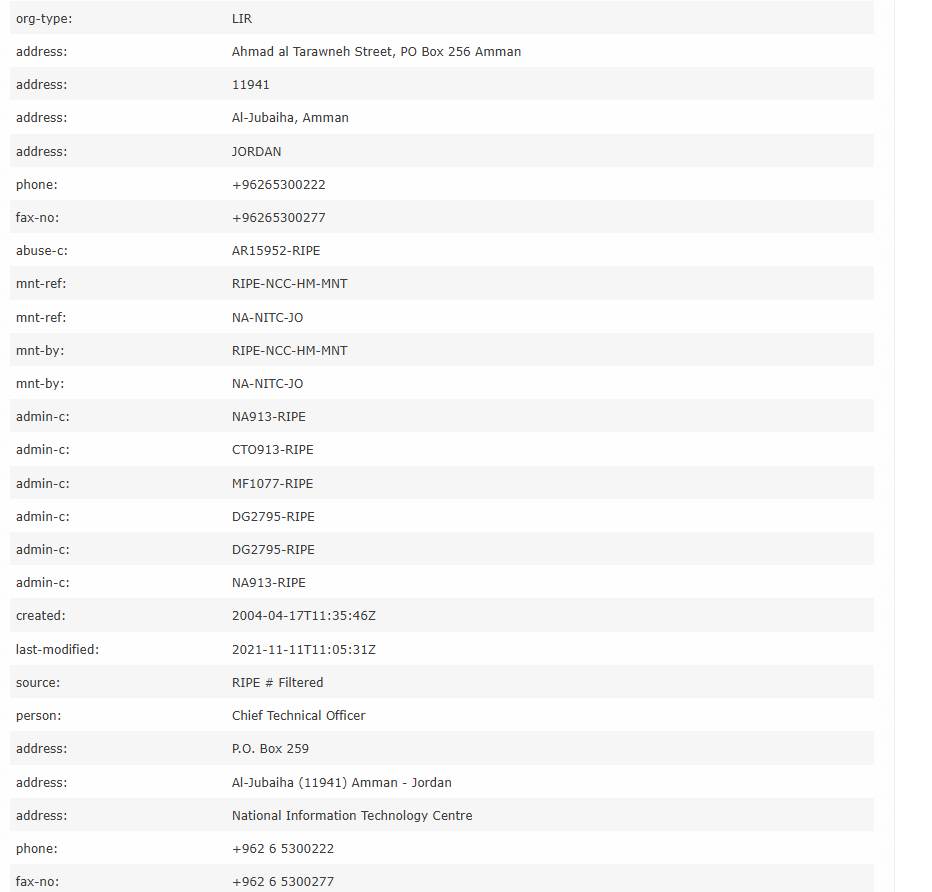 org-type: LIR
address: Ahmad al Tarawneh Street, PO Box 256 Amman
address: 11941
address: Al-Jubaiha, Amman
address: JORDAN
phone: +96265300222
fax-no: +96265300277
abuse-c: AR15952-RIPE
mnt-ref: RIPE-NCC-HM-MNT
mnt-ref: NA-NITC-JO
mnt-by: RIPE-NCC-HM-MNT
mnt-by: NA-NITC-JO
admin-c: NA913-RIPE
admin-c: CTO913-RIPE
admin-c: MF1077-RIPE
admin-c: DG2795-RIPE
admin-c: DG2795-RIPE
admin-c: NA913-RIPE
created: 2004-04-17T11:35:46Z
last-modified: 2021-11-11T11:05:31Z
source: RIPE # Filtered
person: Chief Technical Officer
address: P.O. Box 259
address: Al-Jubaiha (11941) Amman - Jordan
address: National Information Technology Centre
phone: +962 6 5300222
fax-no: +962 6 5300277